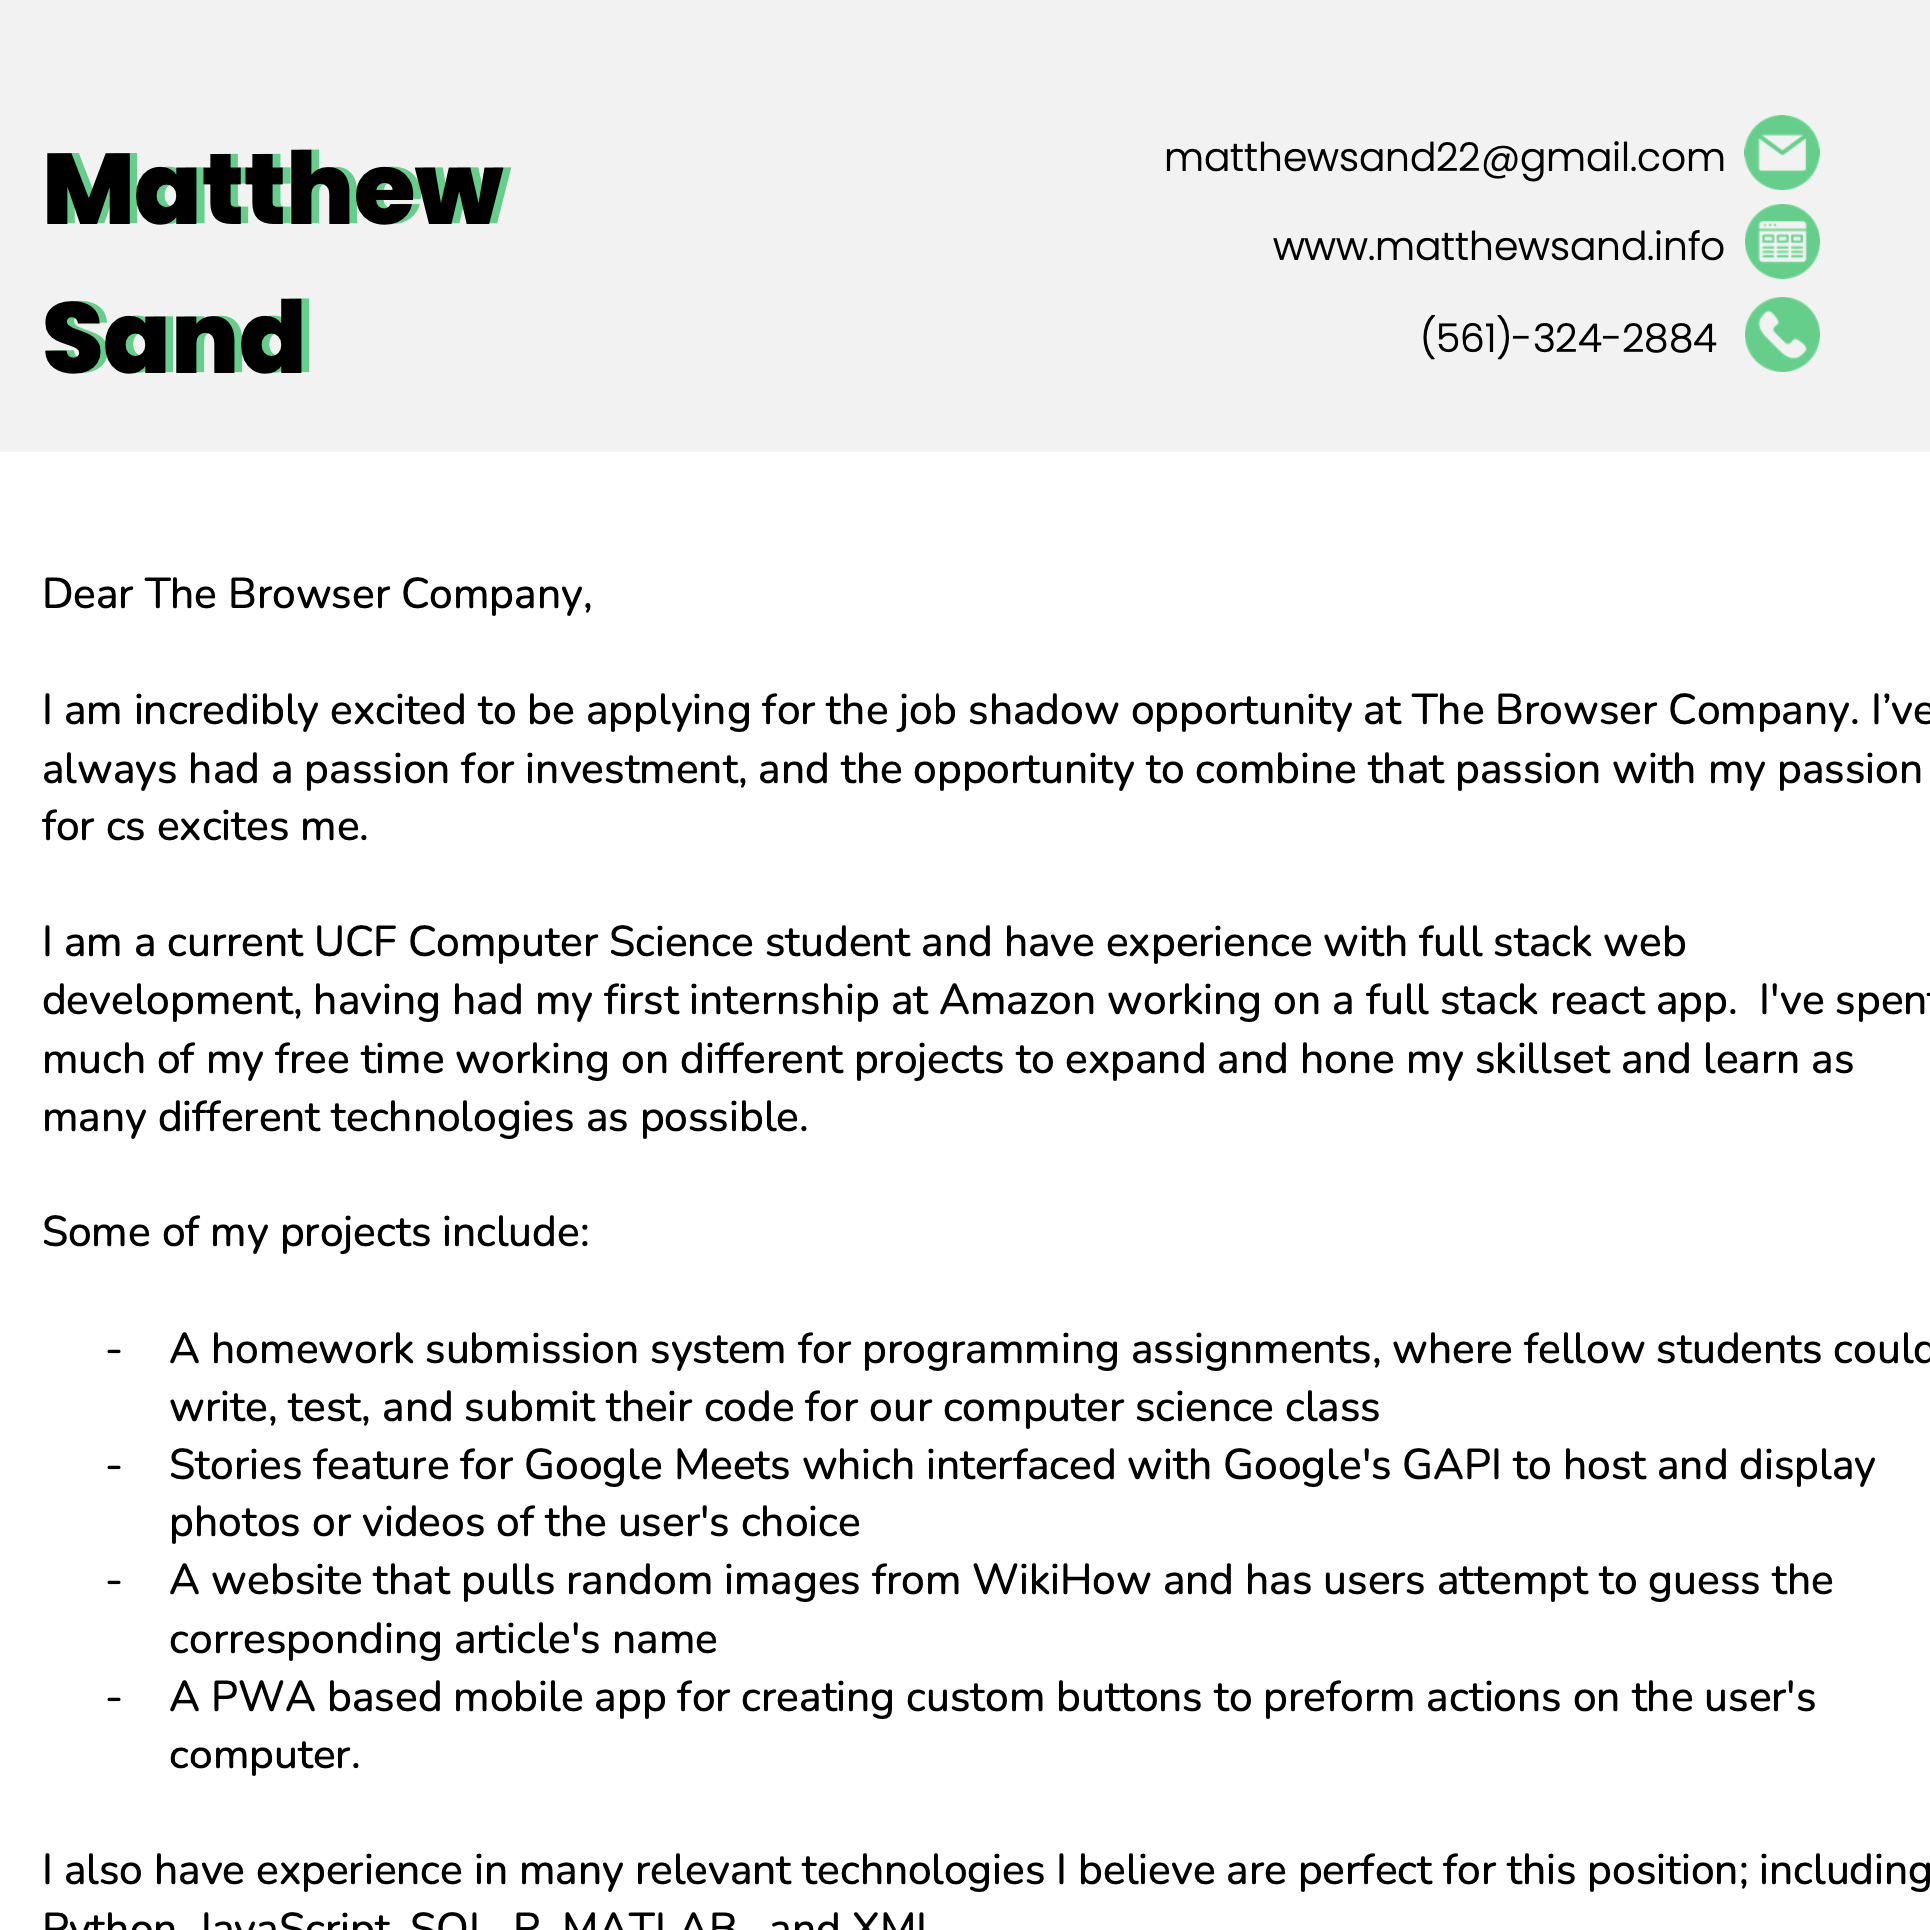 Matthew
Sand
matthewsand22@gmail.com
www.matthewsand.info
(561)-324-2884
Dear The Browser Company,
I am incredibly excited to be applying for the job shadow opportunity at The Browser Company. I’ve
always had a passion for investment, and the opportunity to combine that passion with my passion
for cs excites me.
I am a current UCF Computer Science student and have experience with full stack web
development, having had my first internship at Amazon working on a full stack react app.  I've spent
much of my free time working on different projects to expand and hone my skillset and learn as
many different technologies as possible.
Some of my projects include:
- A homework submission system for programming assignments, where fellow students could
write, test, and submit their code for our computer science class
- Stories feature for Google Meets which interfaced with Google's GAPI to host and display
photos or videos of the user's choice
- A website that pulls random images from WikiHow and has users attempt to guess the
corresponding article's name
- A PWA based mobile app for creating custom buttons to preform actions on the user's
computer.
I also have experience in many relevant technologies I believe are perfect for this position; including
Python, JavaScript, SQL, R, MATLAB, and XML